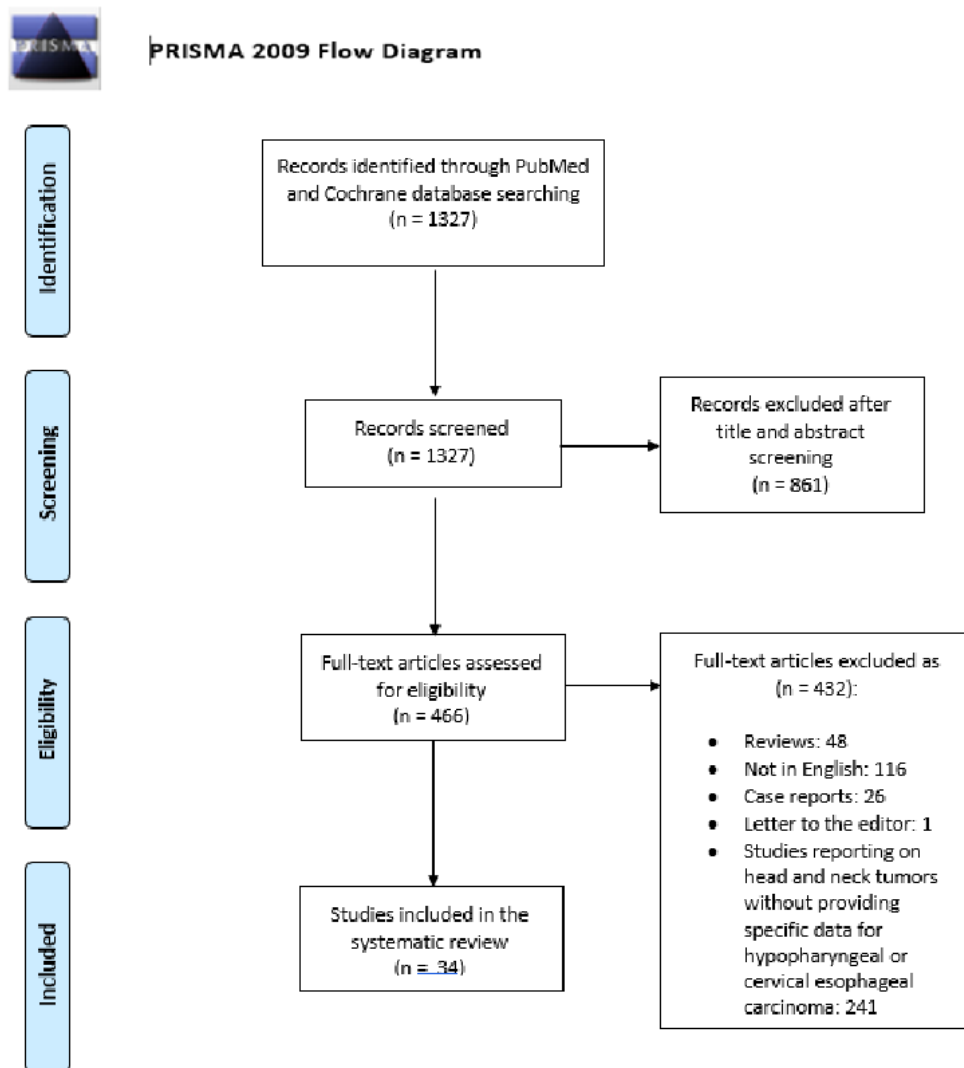 PRISMA
PRISMA 2009 Flow Diagram
Identification
Records identified through PubMed
and Cochrane database searching
(n = 1327)
Screening
Records screened
(n = 1327)
Records excluded after
title and abstract
screening
(n = 861)
Eligibility
Full-text articles assessed
for eligibility
(n = 466)
Full-text articles excluded as
(n = 432):
• Reviews: 48
• Not in English: 116
• Case reports: 26
• Letter to the editor: 1
• Studies reporting on
head and neck tumors
without providing
specific data for
hypopharyngeal or
cervical esophageal
carcinoma: 241
Included
Studies included in the
systematic review
(n = 34)